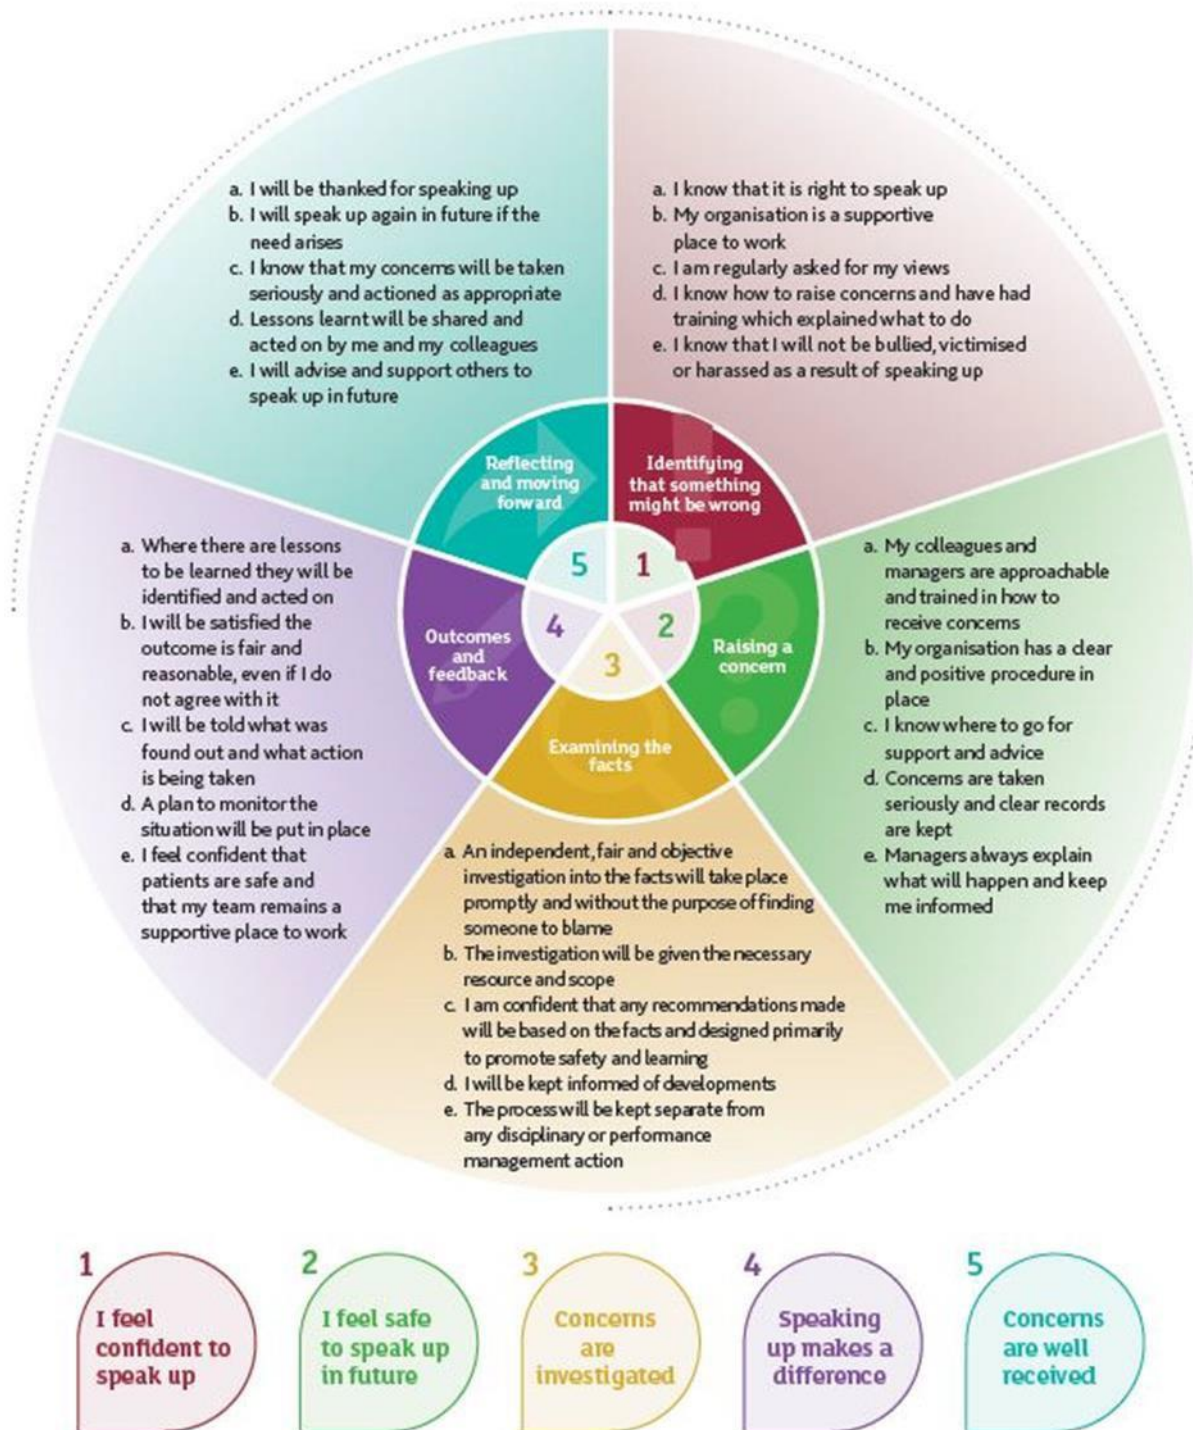 a. I will be thanked for speaking up
b. I will speak up again in future if the
need arises
c. I know that my concerns will be taken
seriously and actioned as appropriate
d. Lessons learnt will be shared and
acted on by me and my colleagues
e. I will advise and support others to
speak up in future
a. I know that it is right to speak up
b. My organisation is a supportive
place to work
c. I am regularly asked for my views
d. I know how to raise concerns and have had
training which explained what to do
e. I know that I will not be bullied, victimised
or harassed as a result of speaking up
Reflecting
and moving
forward
Identifying
that something
might be wrong
5
1
4
2
3
Outcomes
and
feedback
Raising a
concern
Examining the
facts
a. Where there are lessons
to be learned they will be
identified and acted on
b. I will be satisfied the
outcome is fair and
reasonable, even if I do
not agree with it
c. I will be told what was
found out and what action
is being taken
d. A plan to monitor the
situation will be put in place
e. I feel confident that
patients are safe and
that my team remains a
supportive place to work
a. My colleagues and
managers are approachable
and trained in how to
receive concerns
b. My organisation has a clear
and positive procedure in
place
c. I know where to go for
support and advice
d. Concerns are taken
seriously and clear records
are kept
e. Managers always explain
what will happen and keep
me informed
a. An independent, fair and objective
investigation into the facts will take place
promptly and without the purpose of finding
someone to blame
b. The investigation will be given the necessary
resource and scope
c. I am confident that any recommendations made
will be based on the facts and designed primarily
to promote safety and learning
d. I will be kept informed of developments
e. The process will be kept separate from
any disciplinary or performance
management action
1
I feel
confident to
speak up
2
I feel safe
to speak up
in future
3
Concerns
are
investigated
4
Speaking
up makes a
difference
5
Concerns
are well
received